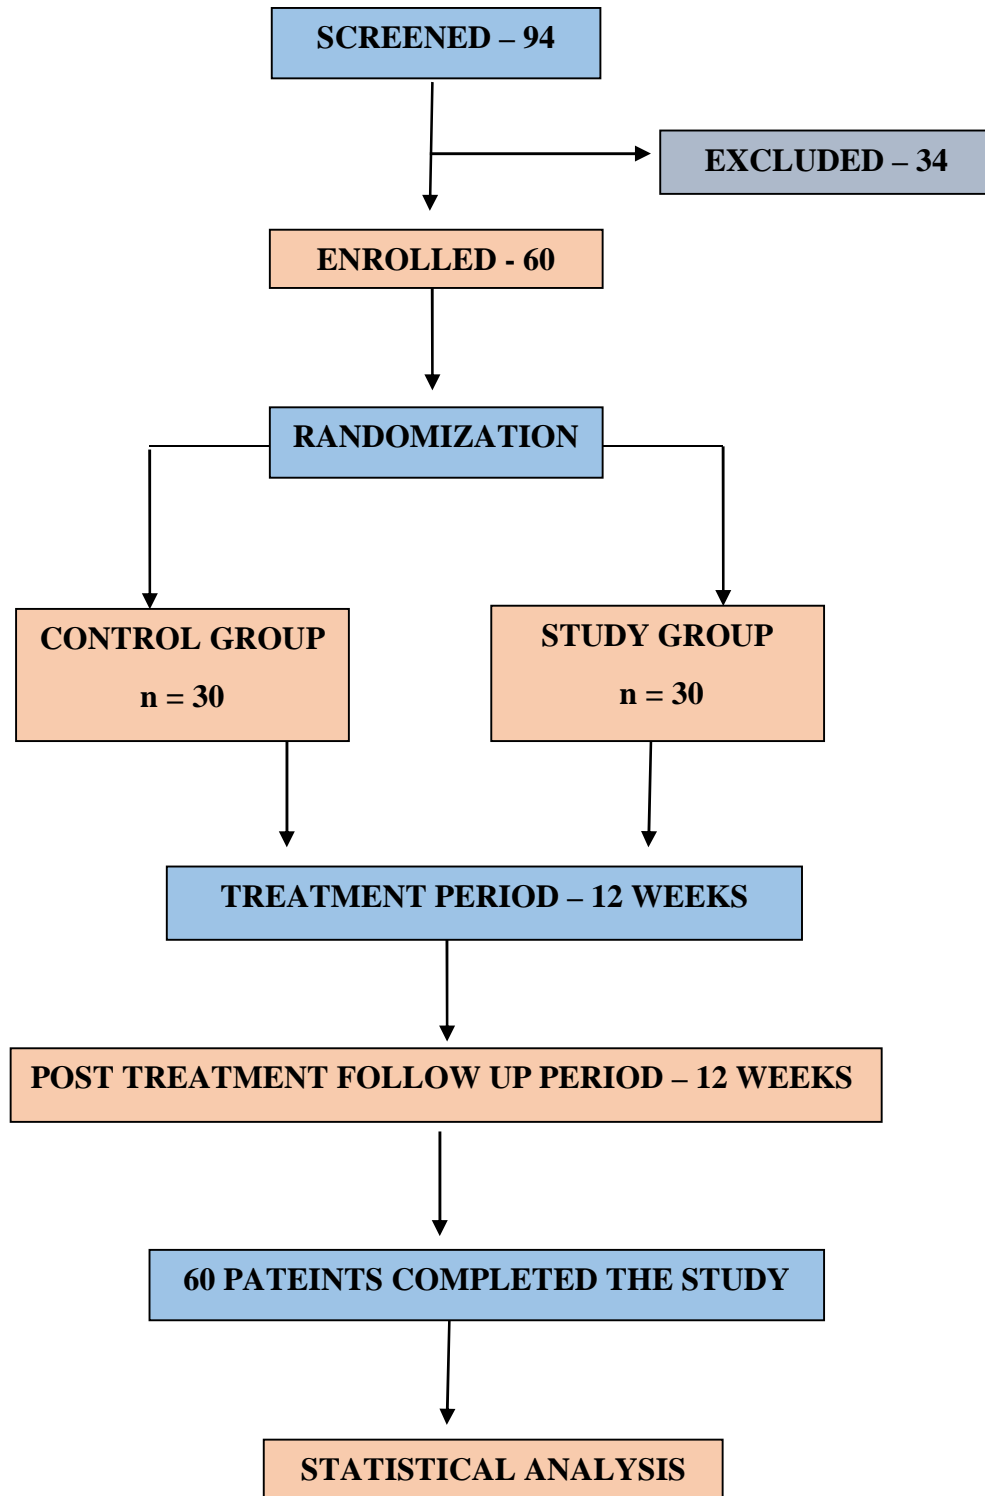 SCREENED – 94
EXCLUDED – 34
ENROLLED - 60
RANDOMIZATION
CONTROL GROUP
n = 30
STUDY GROUP
n = 30
TREATMENT PERIOD – 12 WEEKS
POST TREATMENT FOLLOW UP PERIOD – 12 WEEKS
60 PATEINTS COMPLETED THE STUDY
STATISTICAL ANALYSIS